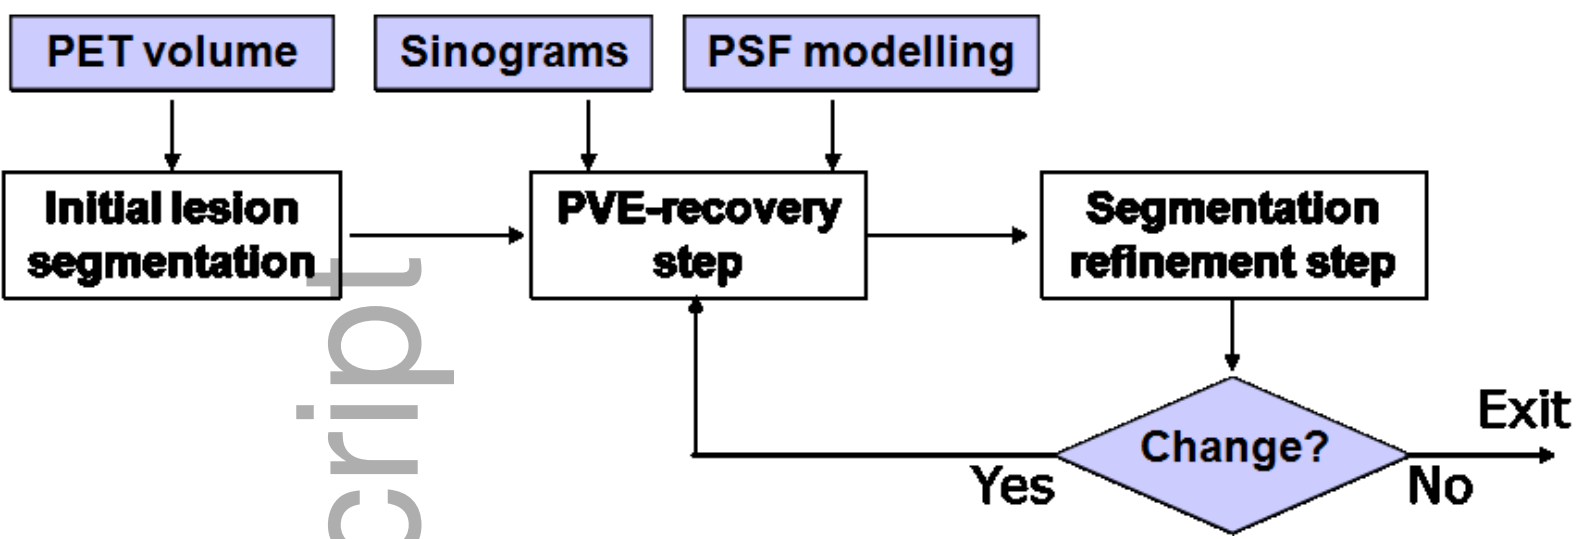 PET volume
Sinograms
PSF modelling
Initial lesion
segmentation
PVE-recovery
step
Segmentation
refinement step
Change?
Yes
No
Exit
cript